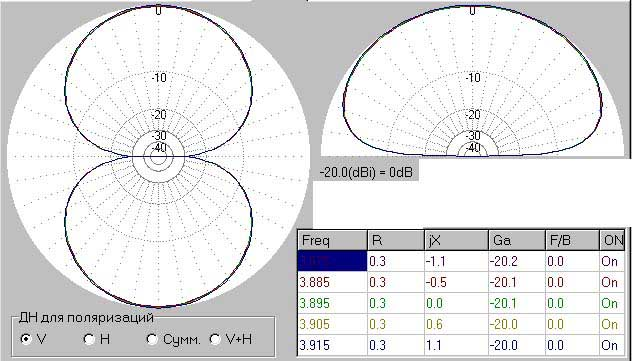 0
-10
-20
-30
-40
0
-10
-20
-30
-40
-20.0(dBi) = 0dB
Freq R jX Ga F/B ON
3.875 0.3 -1.1 -20.2 0.0 On
3.885 0.3 -0.5 -20.1 0.0 On
3.895 0.3 0.0 -20.1 0.0 On
3.905 0.3 0.6 -20.0 0.0 On
3.915 0.3 1.1 -20.0 0.0 On
ДН для поляризаций
V H Сумм. V+H